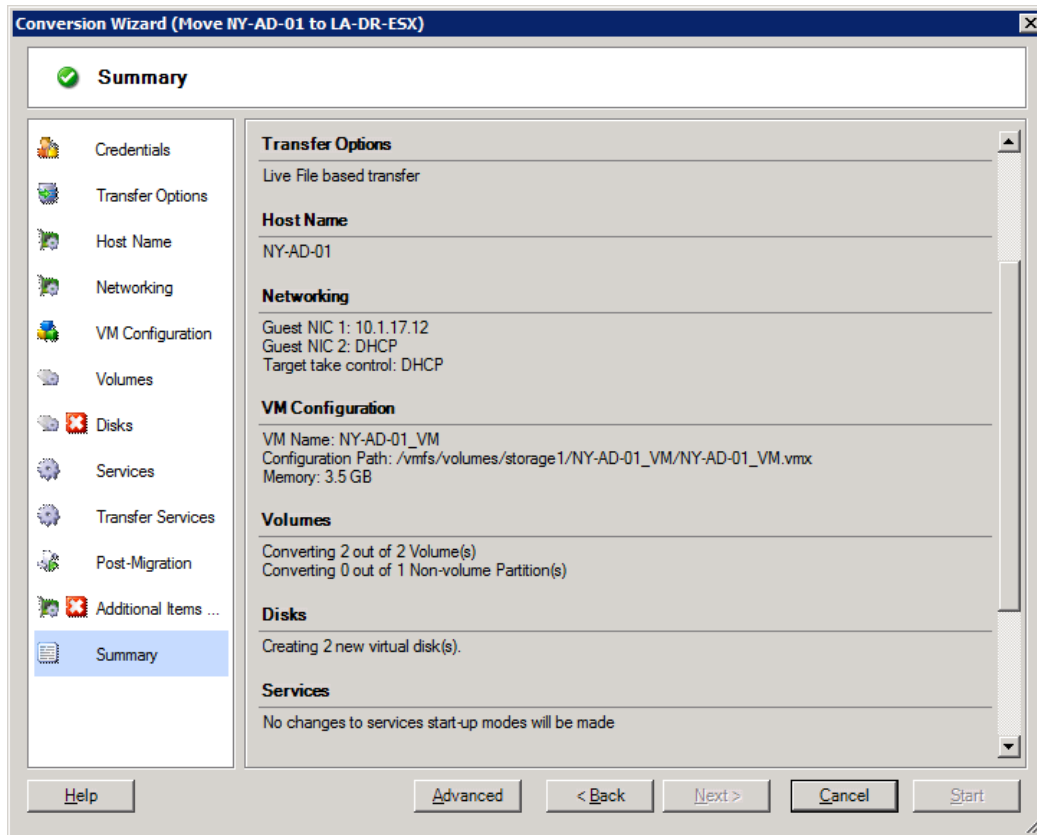 Conversion Wizard (Move NY-AD-01 to LA-DR-ESX)
Summary
Credentials
Transfer Options
Host Name
Networking
VM Configuration
Volumes
Disks
Services
Transfer Services
Post-Migration
Additional Items ...
Summary
Transfer Options
Live File based transfer
Host Name
NY-AD-01
Networking
Guest NIC 1: 10.1.17.12
Guest NIC 2: DHCP
Target take control: DHCP
VM Configuration
VM Name: NY-AD-01_VM
Configuration Path: /vmfs/volumes/storage1/NY-AD-01_VM/NY-AD-01_VM.vmx
Memory: 3.5 GB
Volumes
Converting 2 out of 2 Volume(s)
Converting 0 out of 1 Non-volume Partition(s)
Disks
Creating 2 new virtual disk(s).
Services
No changes to services start-up modes will be made
Help
Advanced
< Back
Next >
Cancel
Start